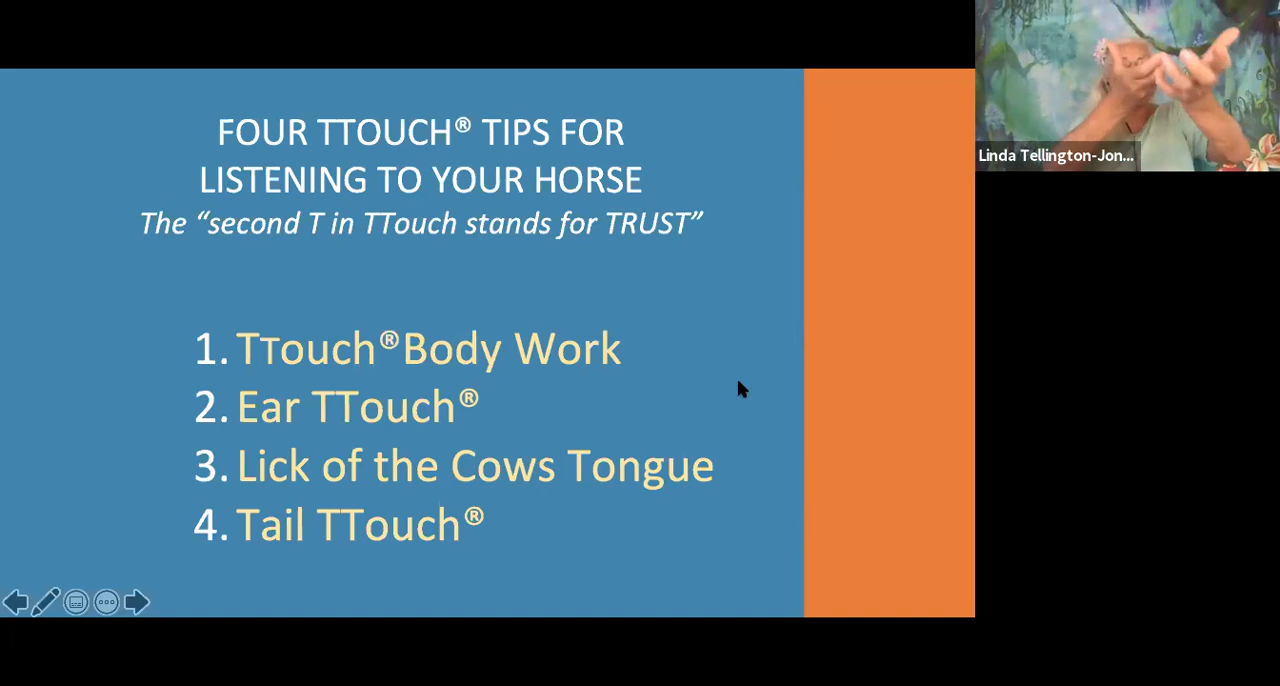 FOUR TTOUCH® TIPS FOR
LISTENING TO YOUR HORSE
The “second T in TTouch stands for TRUST”
1. TTouch®Body Work
2. Ear TTouch®
3. Lick of the Cows Tongue
4. Tail TTouch®
Linda Tellington-Jon...